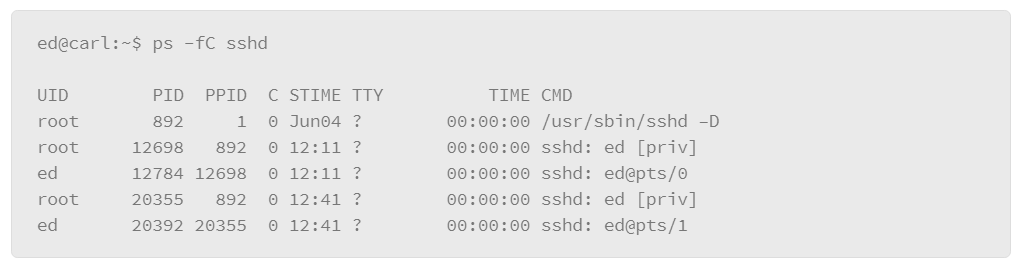 ed@carl:~$ ps -fC sshd
UID        PID  PPID  C STIME TTY          TIME CMD
root       892     1  0 Jun04 ?        00:00:00 /usr/sbin/sshd -D
root     12698   892  0 12:11 ?        00:00:00 sshd: ed [priv]
ed       12784 12698  0 12:11 ?        00:00:00 sshd: ed@pts/0
root     20355   892  0 12:41 ?        00:00:00 sshd: ed [priv]
ed       20392 20355  0 12:41 ?        00:00:00 sshd: ed@pts/1